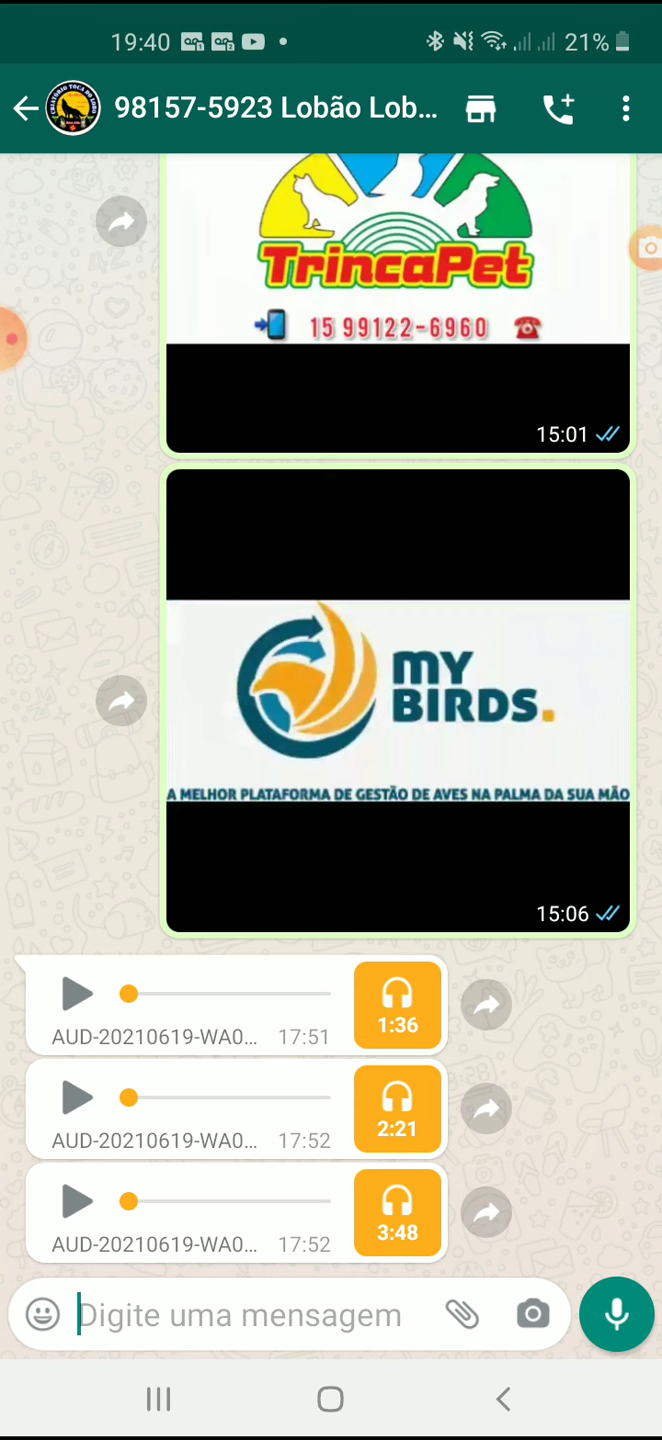 19:40
21%
98157-5923 Lobão Lob...
TrincaPet
15 99122-6960
15:01
MY
BIRDS.
A MELHOR PLATAFORMA DE GESTÃO DE AVES NA PALMA DA SUA MÃO
15:06
1:36
AUD-20210619-WA0... 17:51
2:21
AUD-20210619-WA0... 17:52
3:48
AUD-20210619-WA0... 17:52
Digite uma mensagem